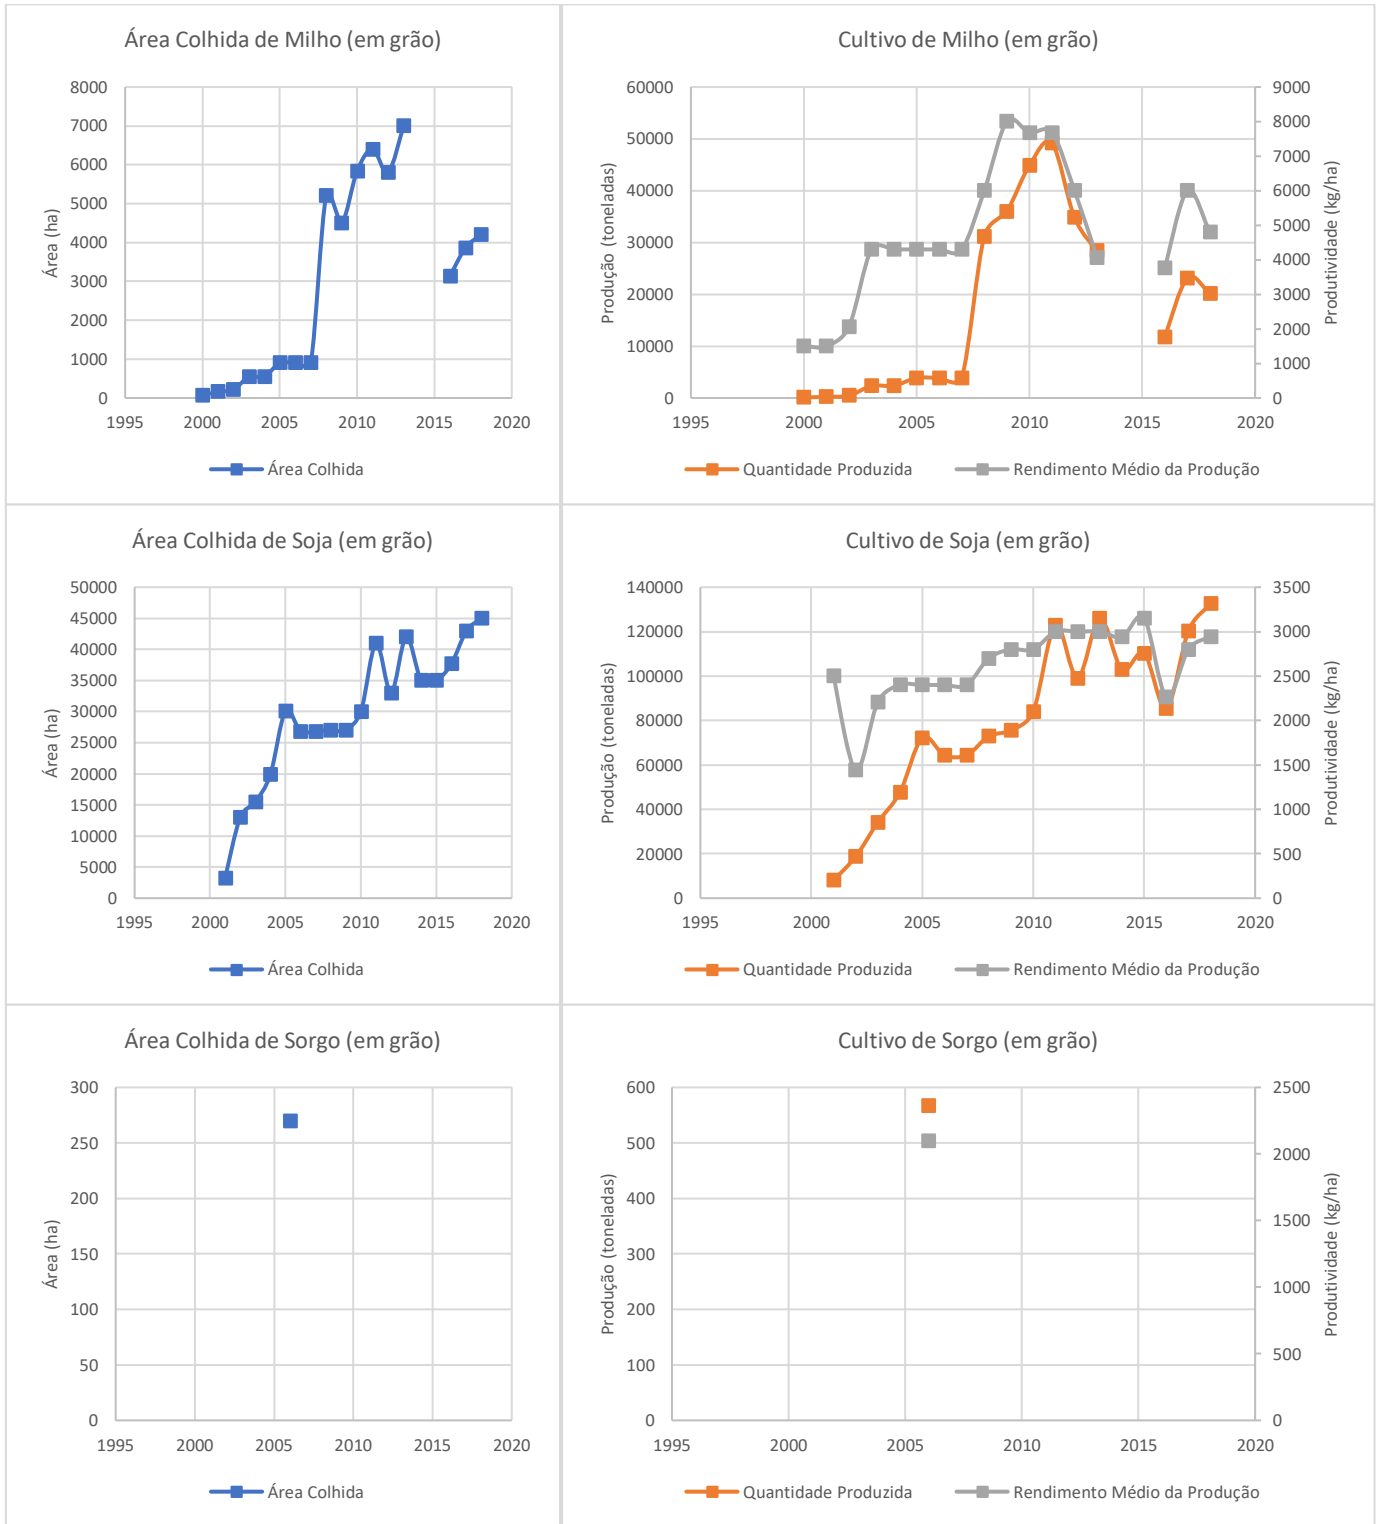 Área Colhida de Milho (em grão)
8000
7000
6000
5000
4000
3000
2000
1000
0
Área (ha)
1995 2000 2005 2010 2015 2020
Área Colhida
Cultivo de Milho (em grão)
60000
50000
40000
30000
20000
10000
0
Produção (toneladas)
9000
8000
7000
6000
5000
4000
3000
2000
1000
0
Produtividade (kg/ha)
1995 2000 2005 2010 2015 2020
Quantidade Produzida Rendimento Médio da Produção
Área Colhida de Soja (em grão)
50000
45000
40000
35000
30000
25000
20000
15000
10000
5000
0
Área (ha)
1995 2000 2005 2010 2015 2020
Área Colhida
Cultivo de Soja (em grão)
140000
120000
100000
80000
60000
40000
20000
0
Produção (toneladas)
3500
3000
2500
2000
1500
1000
500
0
Produtividade (kg/ha)
1995 2000 2005 2010 2015 2020
Quantidade Produzida Rendimento Médio da Produção
Área Colhida de Sorgo (em grão)
300
250
200
150
100
50
0
Área (ha)
1995 2000 2005 2010 2015 2020
Área Colhida
Cultivo de Sorgo (em grão)
600
500
400
300
200
100
0
Produção (toneladas)
2500
2000
1500
1000
500
0
Produtividade (kg/ha)
1995 2000 2005 2010 2015 2020
Quantidade Produzida Rendimento Médio da Produção